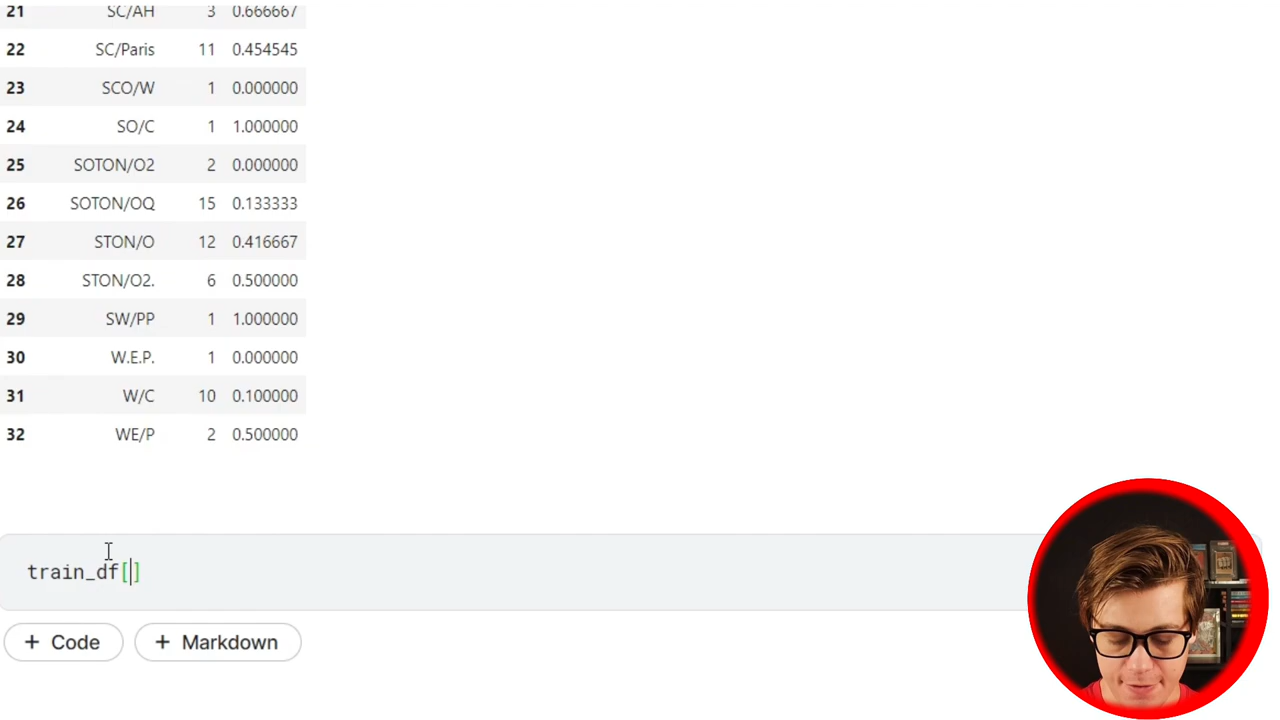 21 SC/AH 3 0.666667
22 SC/Paris 11 0.454545
23 SCO/W 1 0.000000
24 SO/C 1 1.000000
25 SOTON/O2 2 0.000000
26 SOTON/OQ 15 0.133333
27 STON/O 12 0.416667
28 STON/O2. 6 0.500000
29 SW/PP 1 1.000000
30 W.E.P. 1 0.000000
31 W/C 10 0.100000
32 WE/P 2 0.500000
train_df[]
+ Code + Markdown